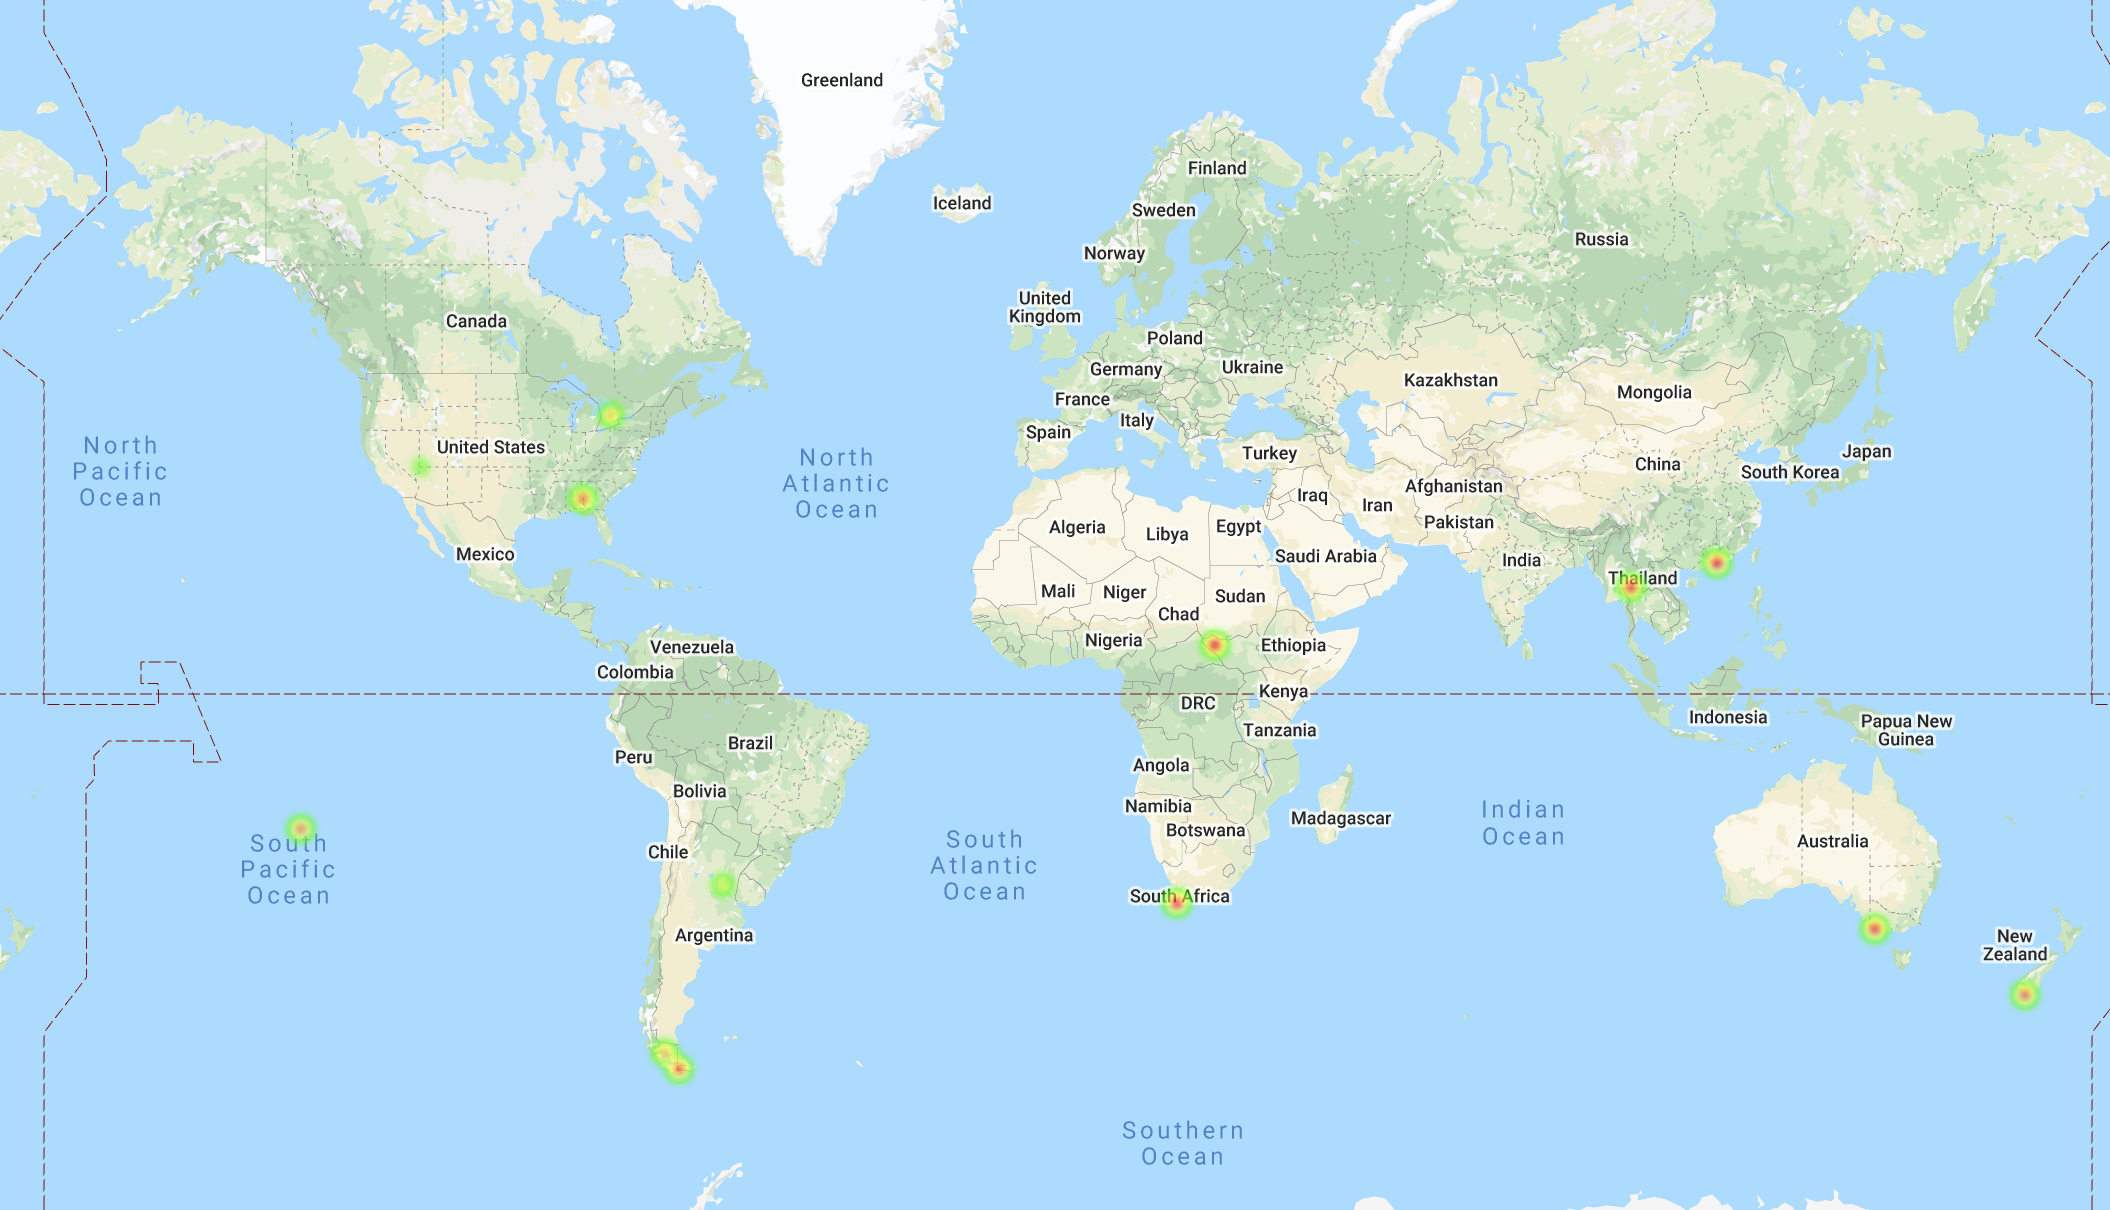 Greenland
Finland
Iceland
Sweden
Russia
Norway
United
Kingdom
Canada
Poland
Germany
Ukraine
Kazakhstan
Mongolia
France
Italy
Spain
North
Pacific
Ocean
United States
North
Atlantic
Ocean
Turkey
China
Japan
South Korea
Afghanistan
Iraq
Iran
Pakistan
Algeria
Libya
Egypt
Mexico
Saudi Arabia
India
Thailand
Mali
Niger
Sudan
Chad
Nigeria
Ethiopia
Venezuela
Colombia
Kenya
DRC
Indonesia
Papua New
Guinea
Tanzania
Brazil
Peru
Angola
Bolivia
Namibia
Botswana
Madagascar
Indian
Ocean
Australia
South
Pacific
Ocean
Chile
South
Atlantic
Ocean
South Africa
Argentina
New
Zealand
Southern
Ocean